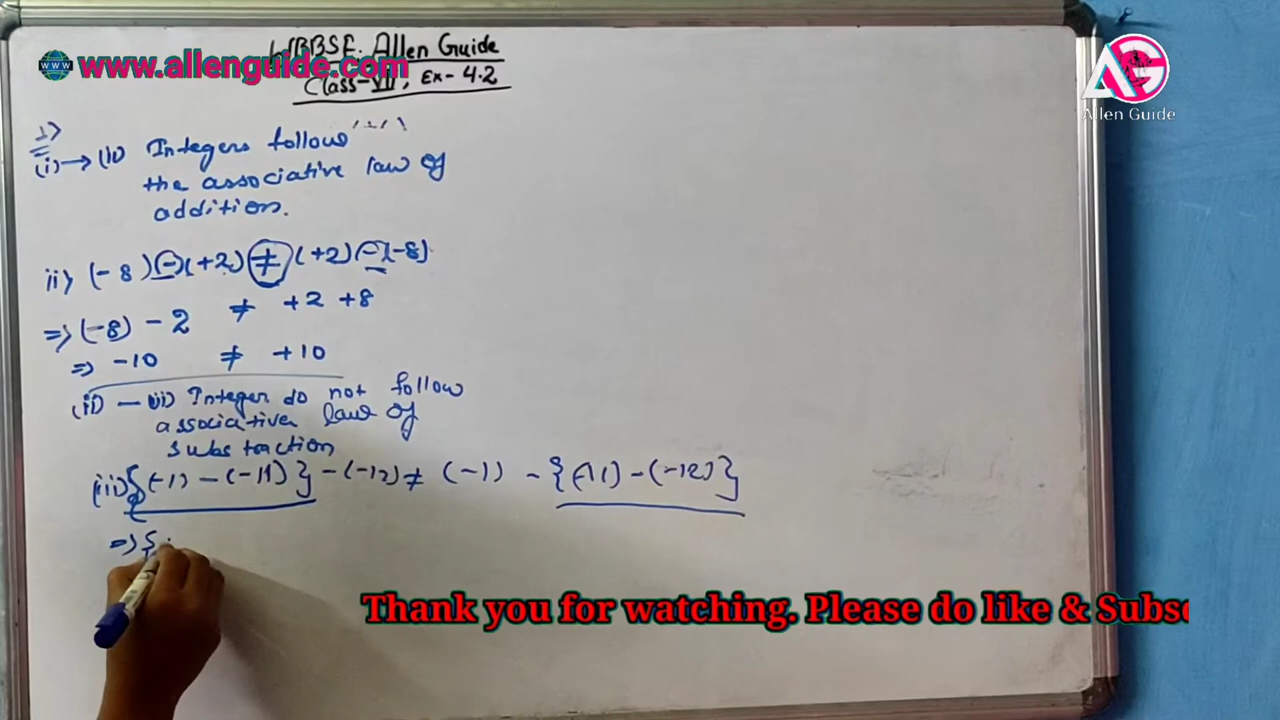 WBBSE. Allen Guide
www.allenguide.com
Class-VII, Ex- 4.2
Allen Guide
1)
(i) → (ii) Integers follow
the associative law of
addition.
ii) (-8) - (+2) ≠ (+2) - (-8)
=> (-8) - 2 ≠ +2 +8
=> -10 ≠ +10
(ii) — (ii) Integer do not follow
associative law of
substraction
(iii) {(-1) - (-11)} - (-12) ≠ (-1) - {(-11) - (-12)}
=> {
Thank you for watching. Please do like & Subsc